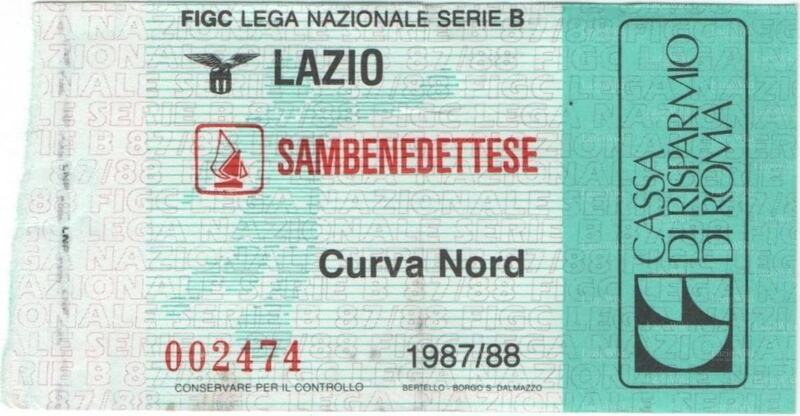 FIGC LEGA NAZIONALE SERIE B
LAZIO
SAMBENEDETTESE
Curva Nord
002474
1987/88
CONSERVARE PER IL CONTROLLO
BERTELLO - BORGO S. DALMAZZO
CASSA
DI RISPARMIO
DI ROMA